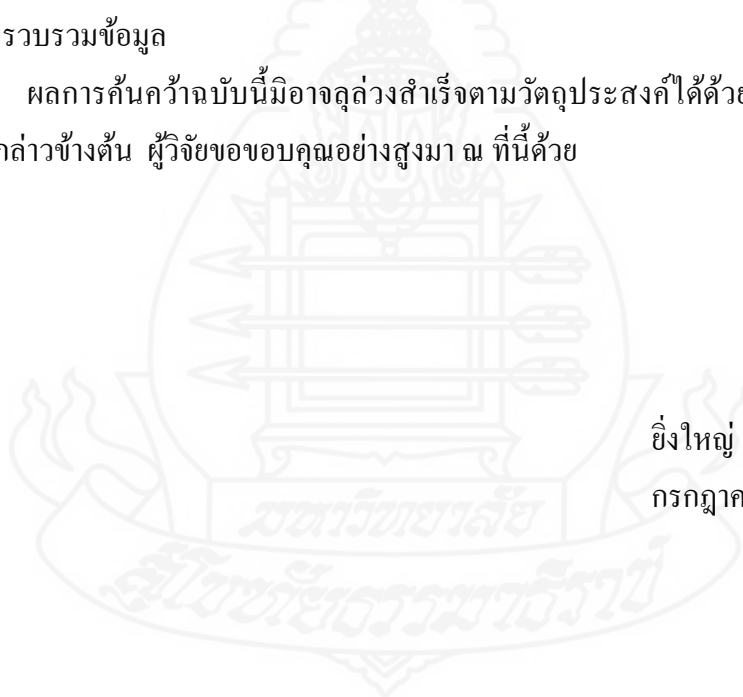 รวบรวมข้อมูล
ผลการค้นคว้าฉบับนี้มิอาจลุล่วงสำเร็จตามวัตถุประสงค์ได้ด้วย
กล่าวข้างต้น ผู้วิจัยขอขอบคุณอย่างสูงมา ณ ที่นี้ด้วย
ยิ่งใหญ่
กรกฎาค
มหาวิทยาลัย
สุโขทัยธรรมาธิราช